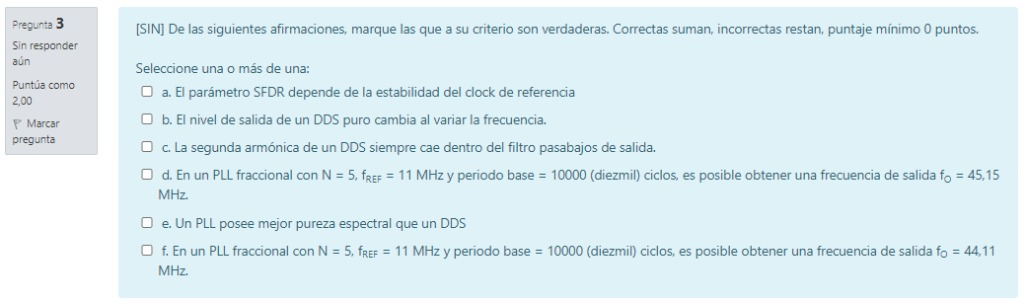 Pregunta 3
Sin responder
aún
Puntúa como
2,00
Marcar
pregunta
[SIN] De las siguientes afirmaciones, marque las que a su criterio son verdaderas. Correctas suman, incorrectas restan, puntaje mínimo 0 puntos.
Seleccione una o más de una:
a. El parámetro SFDR depende de la estabilidad del clock de referencia
b. El nivel de salida de un DDS puro cambia al variar la frecuencia.
c. La segunda armónica de un DDS siempre cae dentro del filtro pasabajos de salida.
d. En un PLL fraccional con N = 5, fREF = 11 MHz y periodo base = 10000 (diezmil) ciclos, es posible obtener una frecuencia de salida fO = 45,15
MHz.
e. Un PLL posee mejor pureza espectral que un DDS
f. En un PLL fraccional con N = 5, fREF = 11 MHz y periodo base = 10000 (diezmil) ciclos, es posible obtener una frecuencia de salida fO = 44,11
MHz.